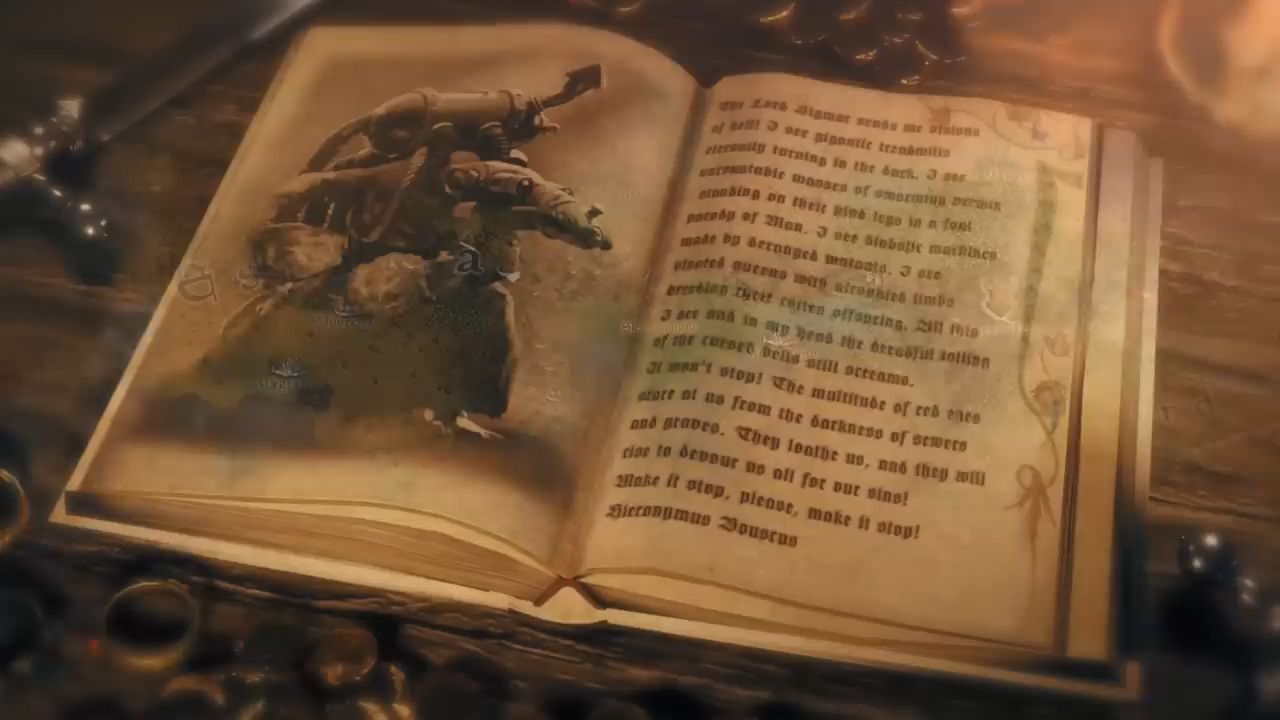 The Lord Sigmar sends me visions
of hell! I see gigantic treadmills
eternally turning in the dark. I see
uncountable masses of swarming vermin
standing on their hind legs in a foul
parody of Man. I see diabolic machines
made by deranged mutants. I see
bloated queens with atrophied limbs
breeding their rotten offspring. All this
I see and in my head the dreadful tolling
of the cursed bells still screams.
It won't stop! The multitude of red eyes
stare at us from the darkness of sewers
and graves. They loathe us, and they will
rise to devour us all for our sins!
Make it stop, please, make it stop!
Hieronymus